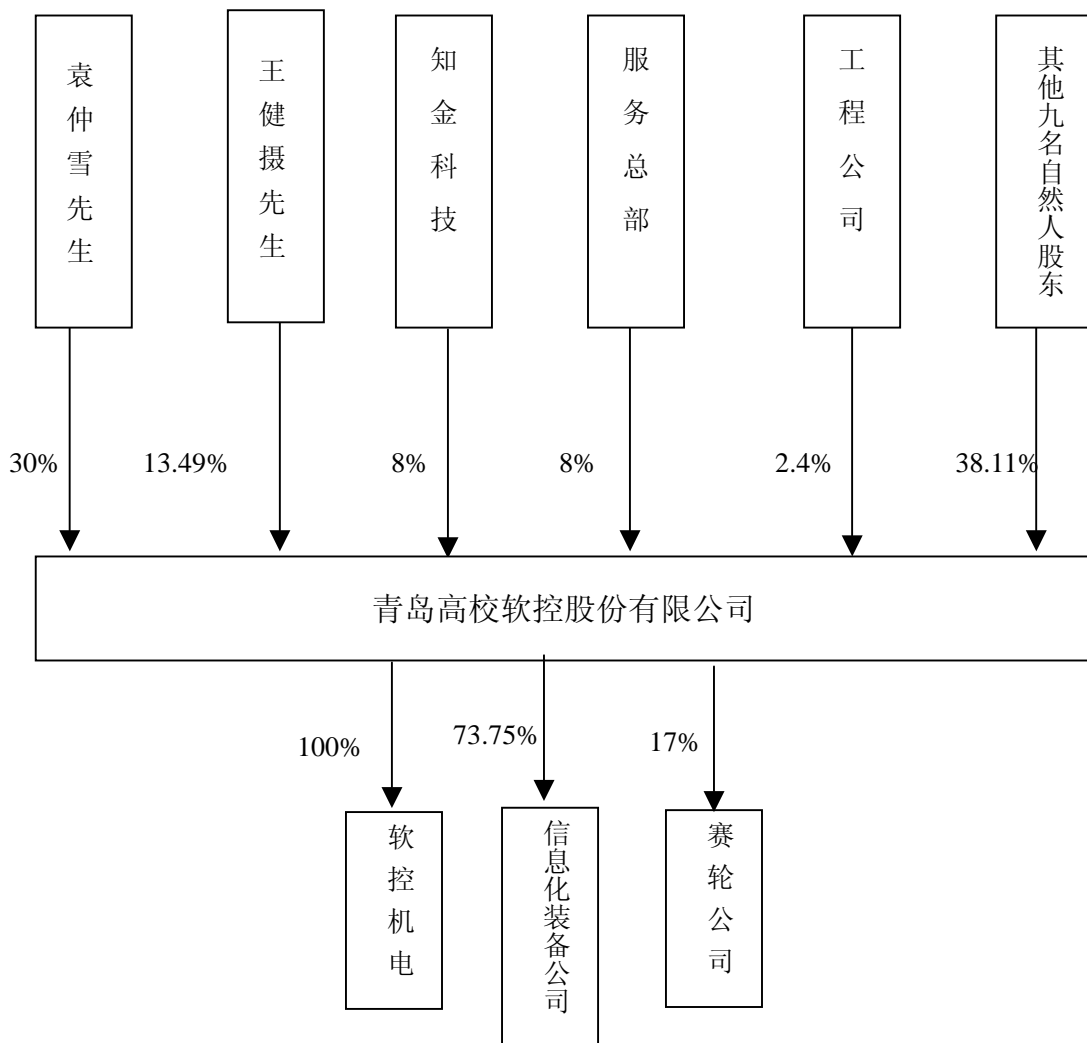 袁仲雪先生
王健摄先生
知金科技
服务总部
工程公司
其他九名自然人股东
30%
13.49%
8%
8%
2.4%
38.11%
青岛高校软控股份有限公司
100%
73.75%
17%
软控机电
信息化装备公司
赛轮公司